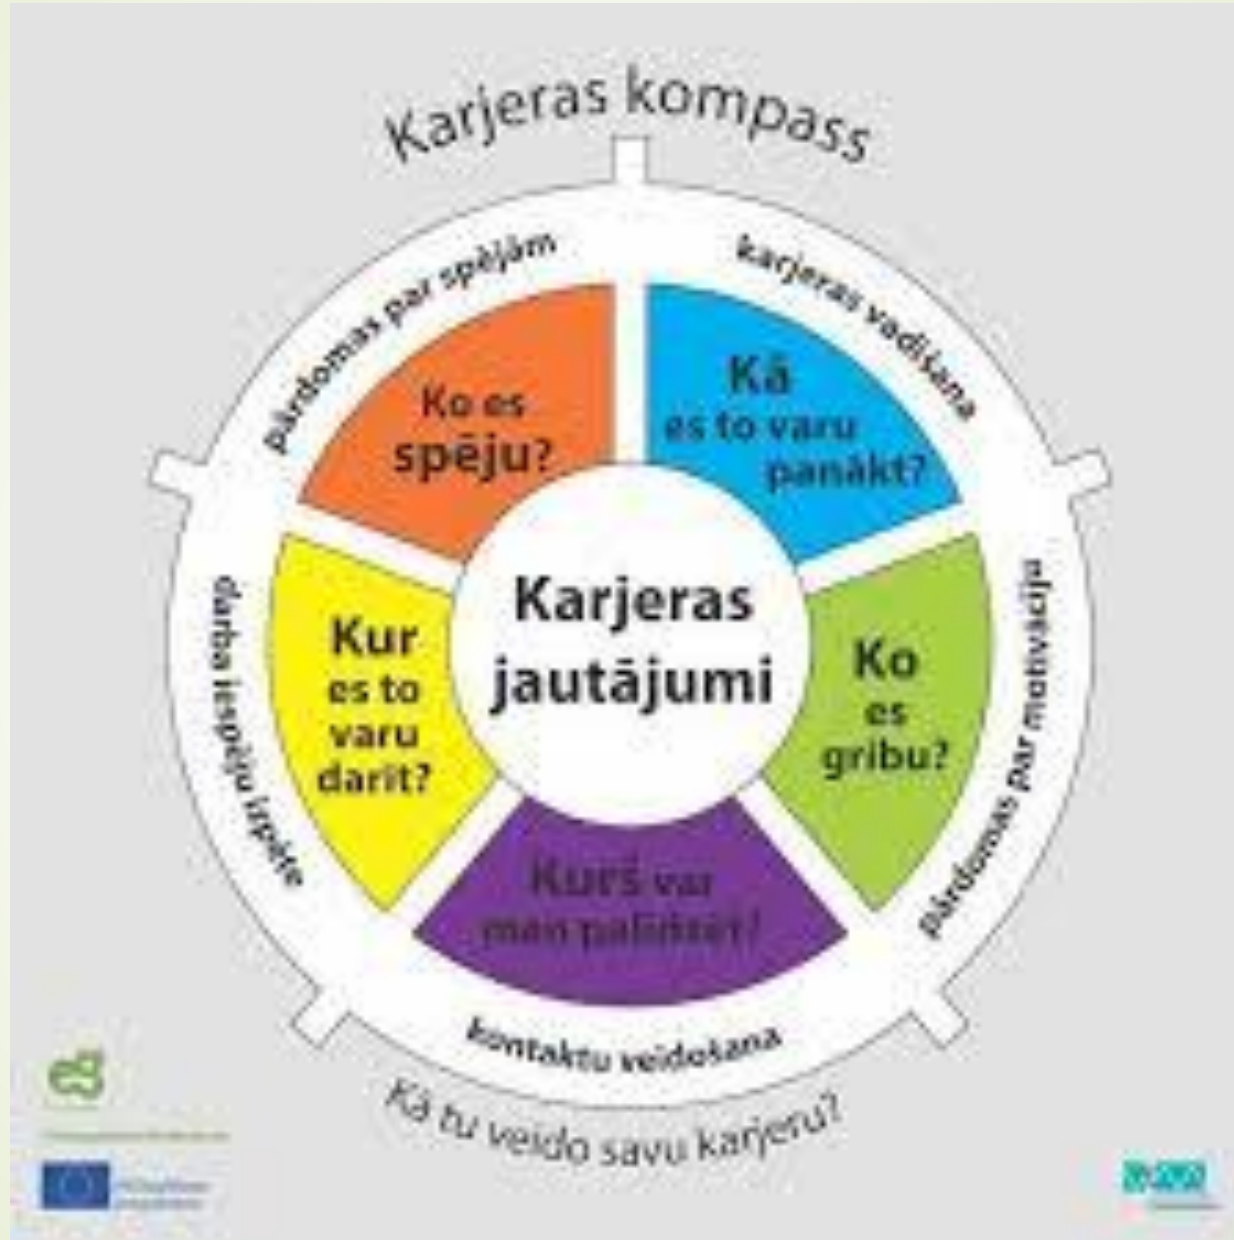 Karjeras kompass
pārdomas par spējām
karjeras vadīšana
Ko es
spēju?
Kā
es to varu
panākt?
Karjeras
jautājumi
Kur
es to
varu
darīt?
Ko
es
gribu?
darba iespēju izpēte
pārdomas par motivāciju
Kurš var
man palīdzēt?
kontaktu veidošana
Kā tu veido savu karjeru?